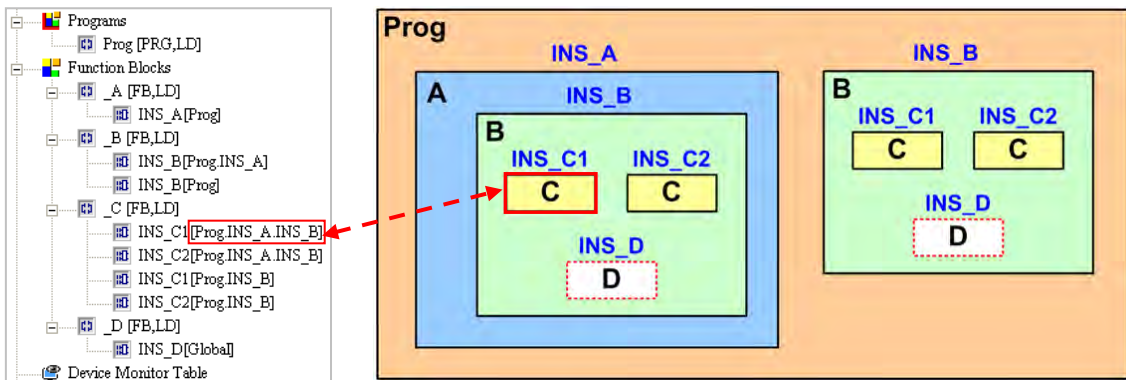 Programs
Prog [PRG,LD]
Function Blocks
_A [FB,LD]
INS_A[Prog]
_B [FB,LD]
INS_B[Prog.INS_A]
INS_B[Prog]
_C [FB,LD]
INS_C1[Prog.INS_A.INS_B]
INS_C2[Prog.INS_A.INS_B]
INS_C1[Prog.INS_B]
INS_C2[Prog.INS_B]
_D [FB,LD]
INS_D[Global]
Device Monitor Table
Prog
INS_A
A
INS_B
B
INS_C1 INS_C2
C C
INS_D
D
INS_B
B
INS_C1 INS_C2
C C
INS_D
D